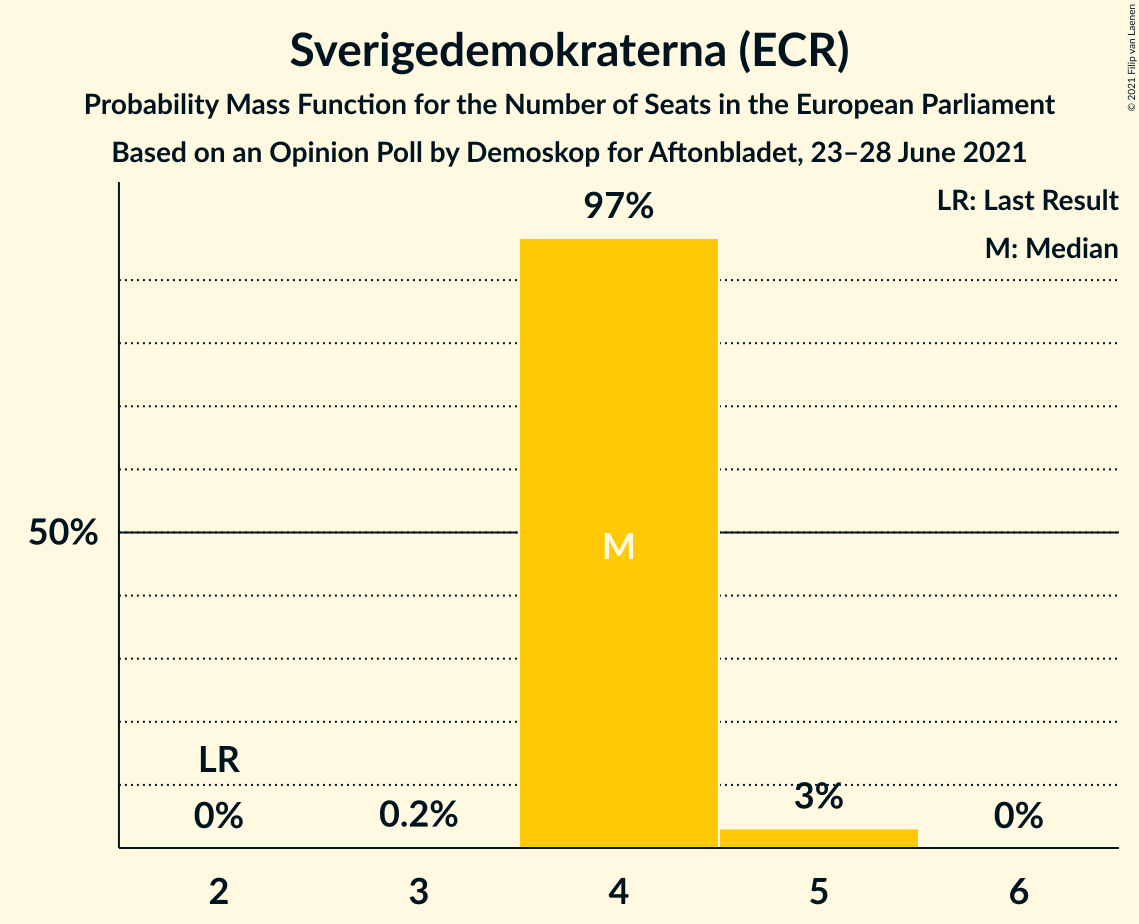 Sverigedemokraterna (ECR)
Probability Mass Function for the Number of Seats in the European Parliament
Based on an Opinion Poll by Demoskop for Aftonbladet, 23–28 June 2021
© 2021 Filip van Laenen
LR: Last Result
M: Median
97%
50%
M
LR
0%
0.2%
3%
0%
2
3
4
5
6